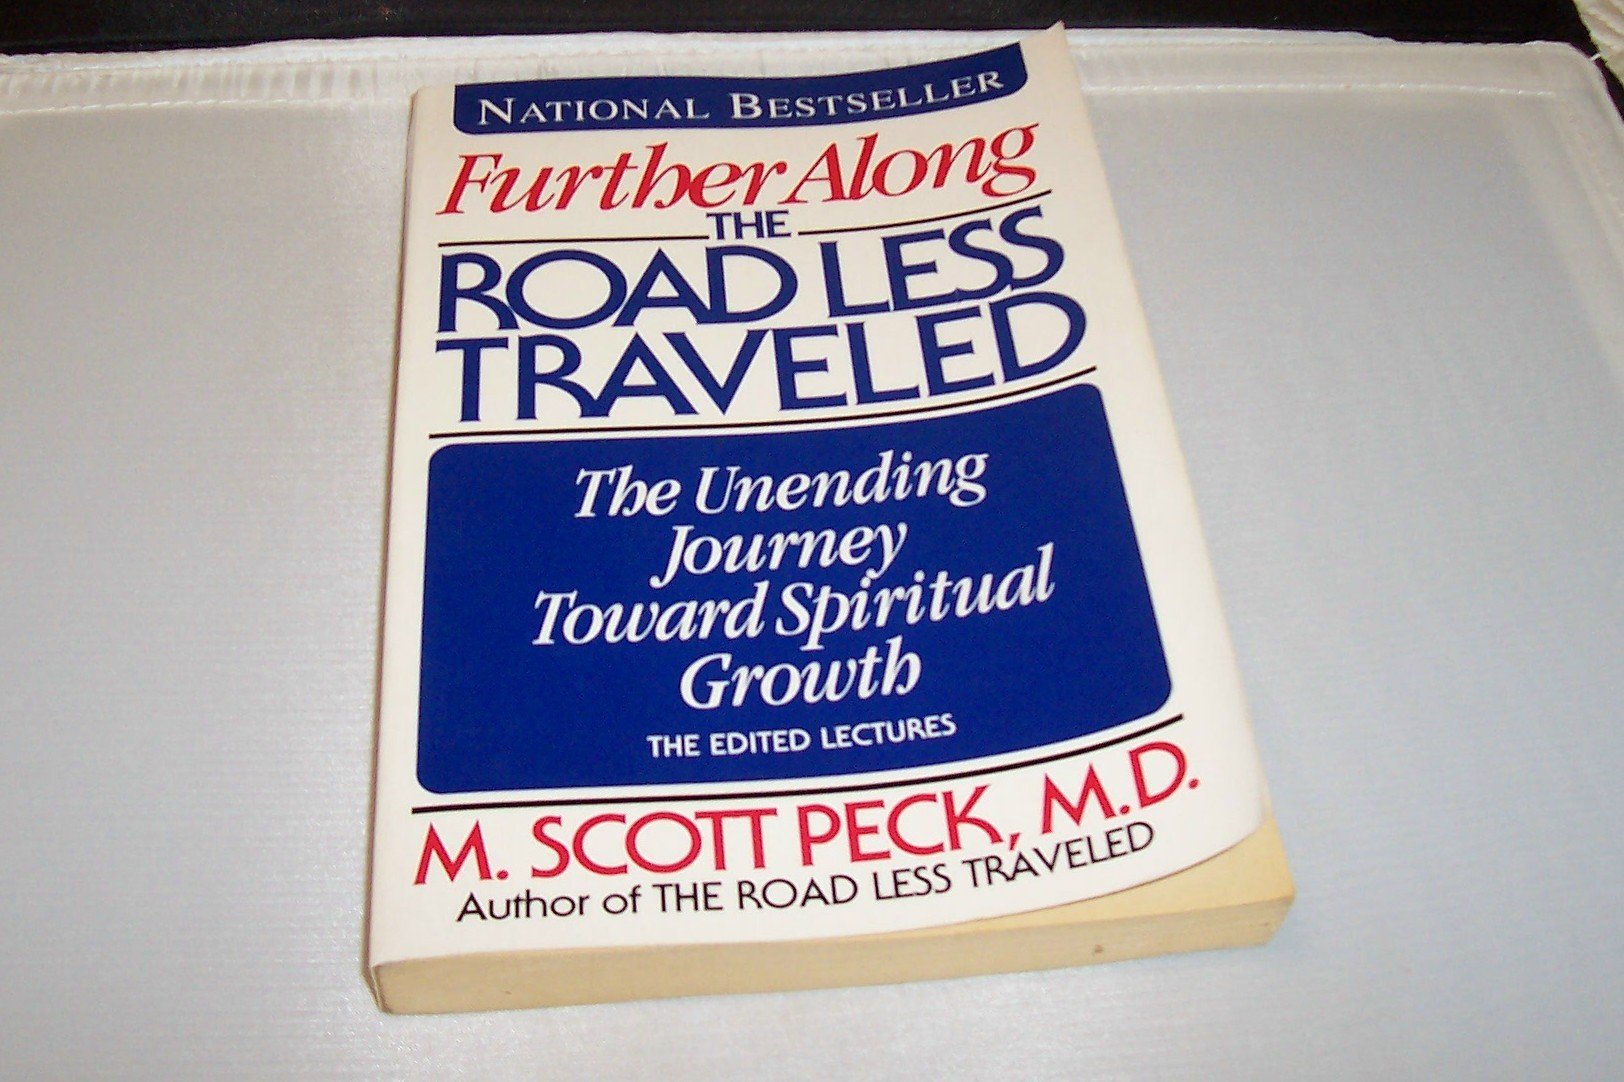 NATIONAL BESTSELLER
Further Along
THE
ROAD LESS
TRAVELED
The Unending
Journey
Toward Spiritual
Growth
THE EDITED LECTURES
M. SCOTT PECK, M.D.
Author of THE ROAD LESS TRAVELED